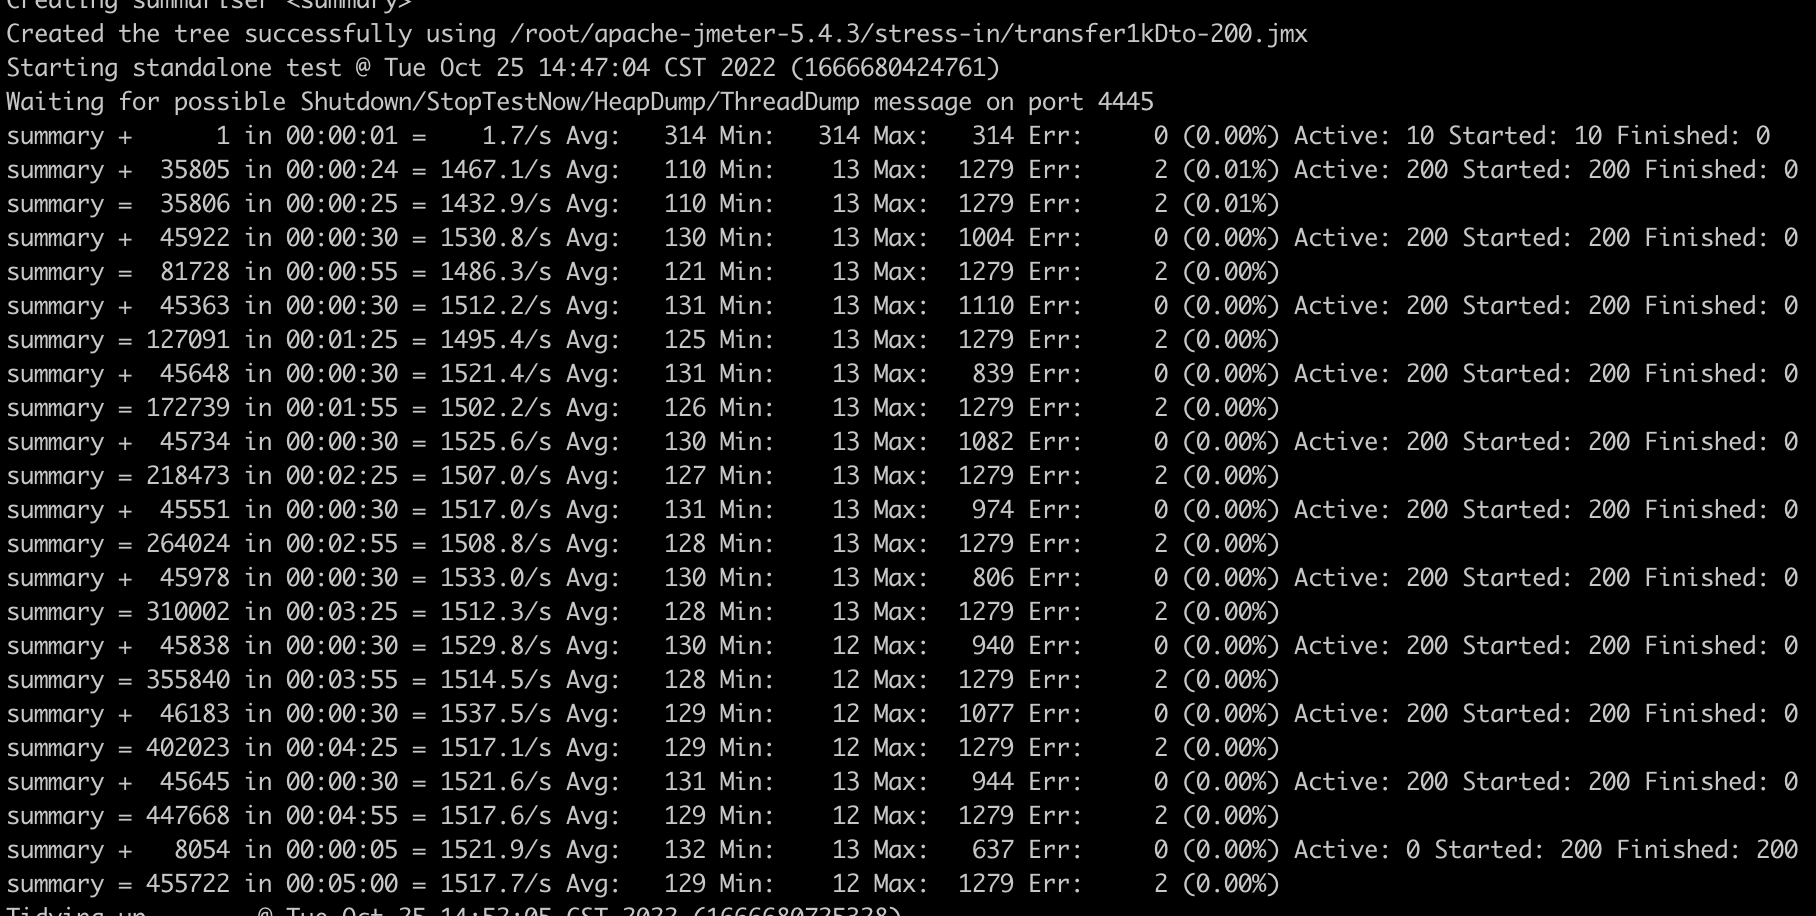 Creating summariser <summary>
Created the tree successfully using /root/apache-jmeter-5.4.3/stress-in/transfer1kDto-200.jmx
Starting standalone test @ Tue Oct 25 14:47:04 CST 2022 (1666680424761)
Waiting for possible Shutdown/StopTestNow/HeapDump/ThreadDump message on port 4445
summary +      1 in 00:00:01 =    1.7/s Avg:   314 Min:   314 Max:   314 Err:     0 (0.00%) Active: 10 Started: 10 Finished: 0
summary +  35805 in 00:00:24 = 1467.1/s Avg:   110 Min:    13 Max:  1279 Err:     2 (0.01%) Active: 200 Started: 200 Finished: 0
summary =  35806 in 00:00:25 = 1432.9/s Avg:   110 Min:    13 Max:  1279 Err:     2 (0.01%)
summary +  45922 in 00:00:30 = 1530.8/s Avg:   130 Min:    13 Max:  1004 Err:     0 (0.00%) Active: 200 Started: 200 Finished: 0
summary =  81728 in 00:00:55 = 1486.3/s Avg:   121 Min:    13 Max:  1279 Err:     2 (0.00%)
summary +  45363 in 00:00:30 = 1512.2/s Avg:   131 Min:    13 Max:  1110 Err:     0 (0.00%) Active: 200 Started: 200 Finished: 0
summary = 127091 in 00:01:25 = 1495.4/s Avg:   125 Min:    13 Max:  1279 Err:     2 (0.00%)
summary +  45648 in 00:00:30 = 1521.4/s Avg:   131 Min:    13 Max:   839 Err:     0 (0.00%) Active: 200 Started: 200 Finished: 0
summary = 172739 in 00:01:55 = 1502.2/s Avg:   126 Min:    13 Max:  1279 Err:     2 (0.00%)
summary +  45734 in 00:00:30 = 1525.6/s Avg:   130 Min:    13 Max:  1082 Err:     0 (0.00%) Active: 200 Started: 200 Finished: 0
summary = 218473 in 00:02:25 = 1507.0/s Avg:   127 Min:    13 Max:  1279 Err:     2 (0.00%)
summary +  45551 in 00:00:30 = 1517.0/s Avg:   131 Min:    13 Max:   974 Err:     0 (0.00%) Active: 200 Started: 200 Finished: 0
summary = 264024 in 00:02:55 = 1508.8/s Avg:   128 Min:    13 Max:  1279 Err:     2 (0.00%)
summary +  45978 in 00:00:30 = 1533.0/s Avg:   130 Min:    13 Max:   806 Err:     0 (0.00%) Active: 200 Started: 200 Finished: 0
summary = 310002 in 00:03:25 = 1512.3/s Avg:   128 Min:    13 Max:  1279 Err:     2 (0.00%)
summary +  45838 in 00:00:30 = 1529.8/s Avg:   130 Min:    12 Max:   940 Err:     0 (0.00%) Active: 200 Started: 200 Finished: 0
summary = 355840 in 00:03:55 = 1514.5/s Avg:   128 Min:    12 Max:  1279 Err:     2 (0.00%)
summary +  46183 in 00:00:30 = 1537.5/s Avg:   129 Min:    12 Max:  1077 Err:     0 (0.00%) Active: 200 Started: 200 Finished: 0
summary = 402023 in 00:04:25 = 1517.1/s Avg:   129 Min:    12 Max:  1279 Err:     2 (0.00%)
summary +  45645 in 00:00:30 = 1521.6/s Avg:   131 Min:    13 Max:   944 Err:     0 (0.00%) Active: 200 Started: 200 Finished: 0
summary = 447668 in 00:04:55 = 1517.6/s Avg:   129 Min:    12 Max:  1279 Err:     2 (0.00%)
summary +   8054 in 00:00:05 = 1521.9/s Avg:   132 Min:    13 Max:   637 Err:     0 (0.00%) Active: 0 Started: 200 Finished: 200
summary = 455722 in 00:05:00 = 1517.7/s Avg:   129 Min:    12 Max:  1279 Err:     2 (0.00%)
Tidying up ...    @ Tue Oct 25 14:52:05 CST 2022 (1666680725328)